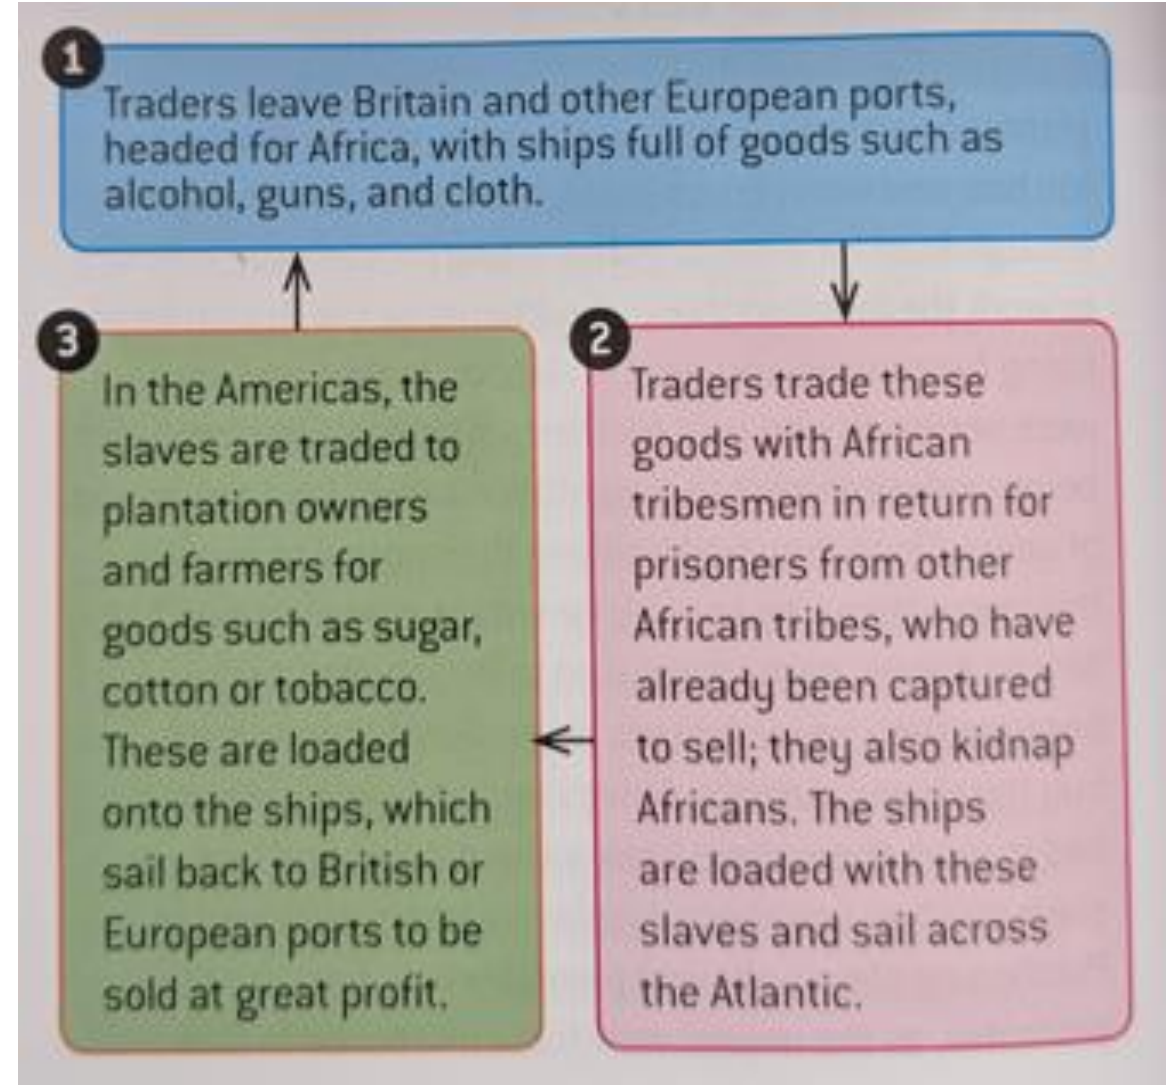 1
Traders leave Britain and other European ports,
headed for Africa, with ships full of goods such as
alcohol, guns, and cloth.
2
Traders trade these
goods with African
tribesmen in return for
prisoners from other
African tribes, who have
already been captured
to sell; they also kidnap
Africans. The ships
are loaded with these
slaves and sail across
the Atlantic.
3
In the Americas, the
slaves are traded to
plantation owners
and farmers for
goods such as sugar,
cotton or tobacco.
These are loaded
onto the ships, which
sail back to British or
European ports to be
sold at great profit.